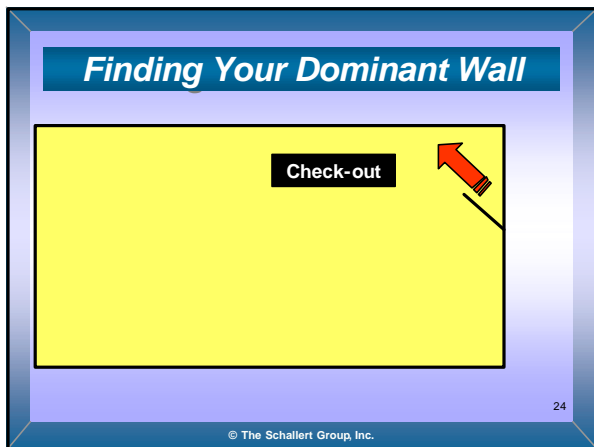 Finding Your Dominant Wall
Check-out
24
© The Schallert Group, Inc.